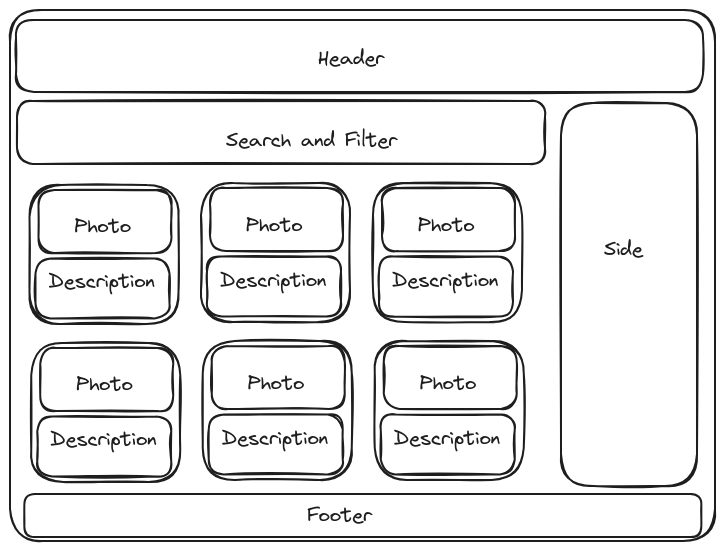 Header
Search and Filter
Side
Photo
Description
Photo
Description
Photo
Description
Photo
Description
Photo
Description
Photo
Description
Footer